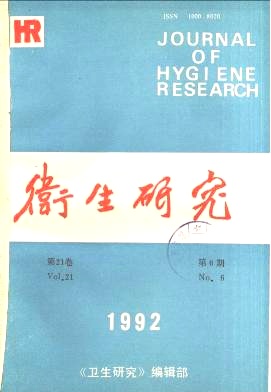 HR
ISSN 1000-8020
JOURNAL
OF
HYGIENE
RESEARCH
衛生研究
第21卷 第6期
Vol.21 No. 6
1992
《卫生研究》编辑部